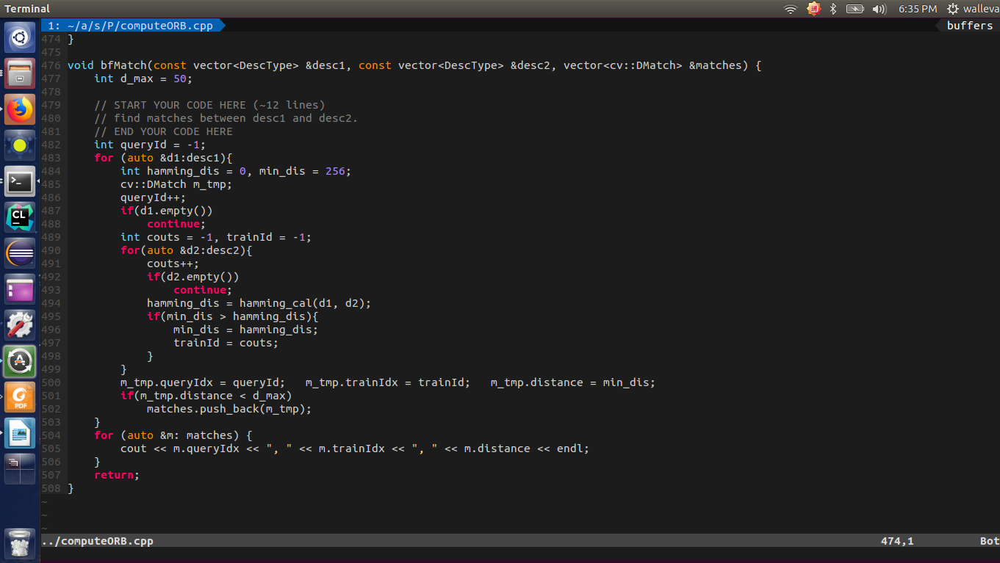 Terminal
6:35 PM walleva
1: ~/a/s/P/computeORB.cpp buffers
474 }
475
476 void bfMatch(const vector<DescType> &desc1, const vector<DescType> &desc2, vector<cv::DMatch> &matches) {
477     int d_max = 50;
478
479     // START YOUR CODE HERE (~12 lines)
480     // find matches between desc1 and desc2.
481     // END YOUR CODE HERE
482     int queryId = -1;
483     for (auto &d1:desc1){
484         int hamming_dis = 0, min_dis = 256;
485         cv::DMatch m_tmp;
486         queryId++;
487         if(d1.empty())
488             continue;
489         int couts = -1, trainId = -1;
490         for(auto &d2:desc2){
491             couts++;
492             if(d2.empty())
493                 continue;
494             hamming_dis = hamming_cal(d1, d2);
495             if(min_dis > hamming_dis){
496                 min_dis = hamming_dis;
497                 trainId = couts;
498             }
499         }
500         m_tmp.queryIdx = queryId;   m_tmp.trainIdx = trainId;   m_tmp.distance = min_dis;
501         if(m_tmp.distance < d_max)
502             matches.push_back(m_tmp);
503     }
504     for (auto &m: matches) {
505         cout << m.queryIdx << ", " << m.trainIdx << ", " << m.distance << endl;
506     }
507     return;
508 }
~
~
~
../computeORB.cpp 474,1 Bot
CL
>_
PDF